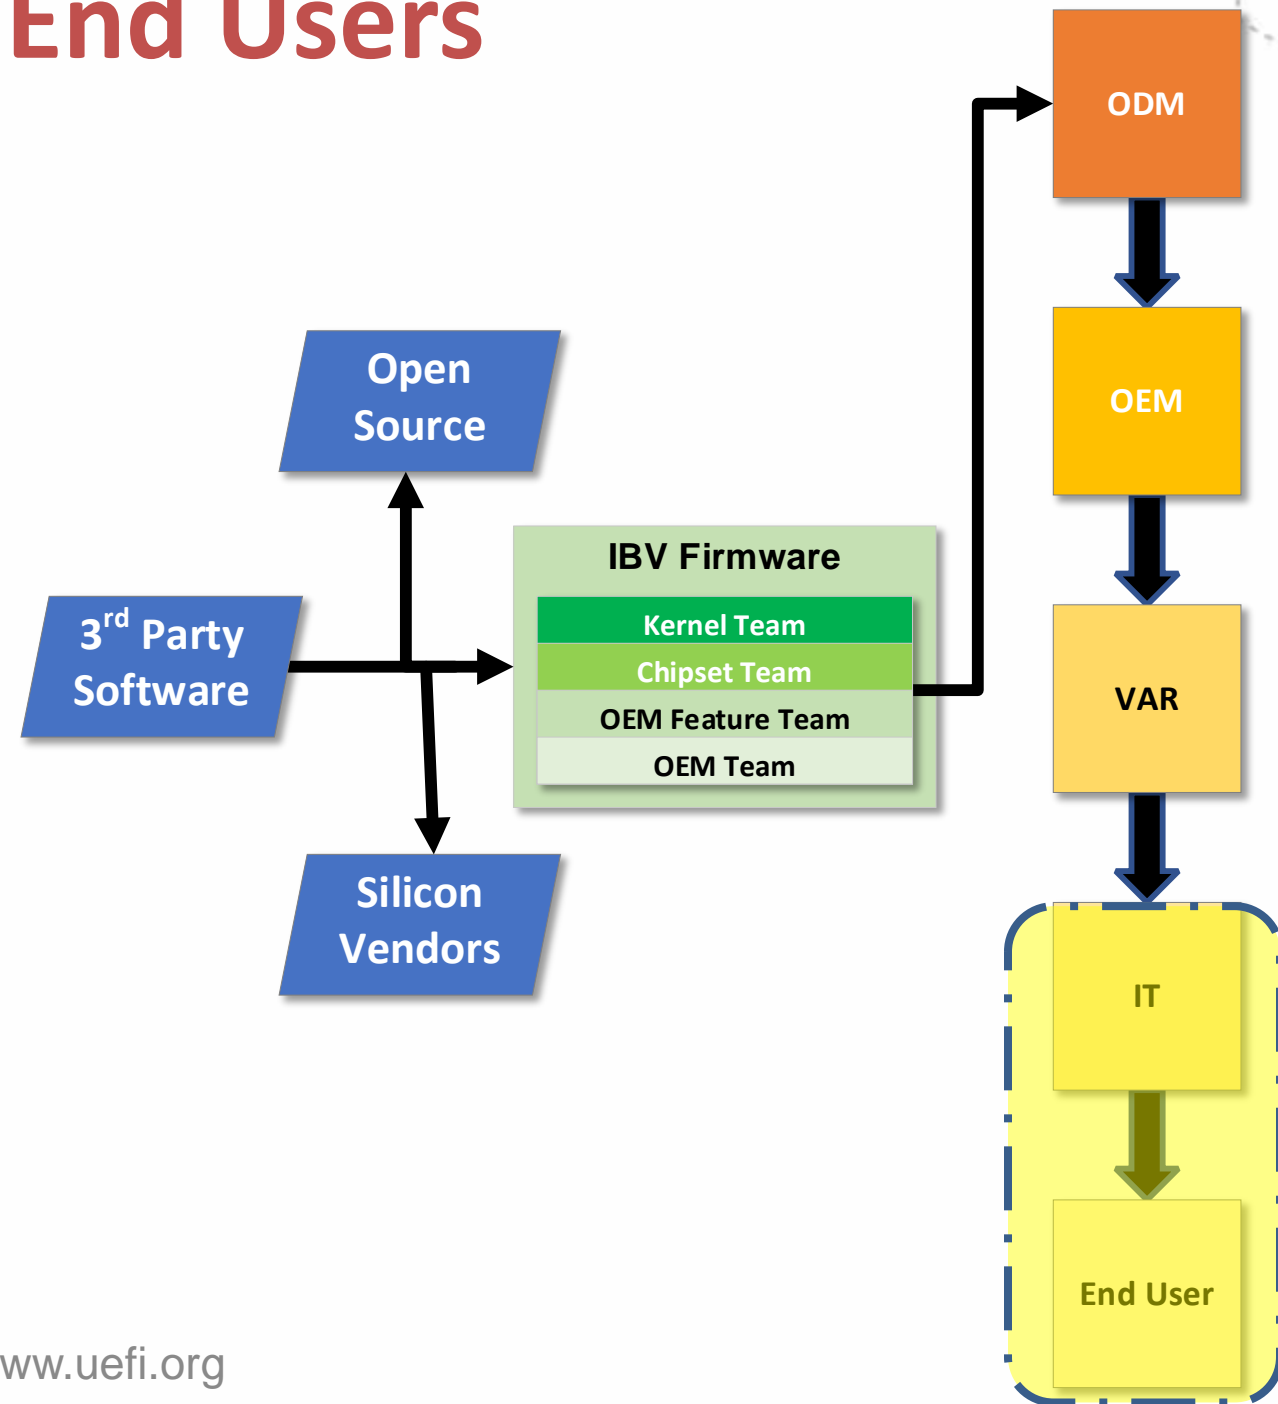 End Users
ODM
OEM
Open
Source
IBV Firmware
Kernel Team
Chipset Team
OEM Feature Team
OEM Team
3rd Party
Software
VAR
Silicon
Vendors
IT
End User
ww.uefi.org